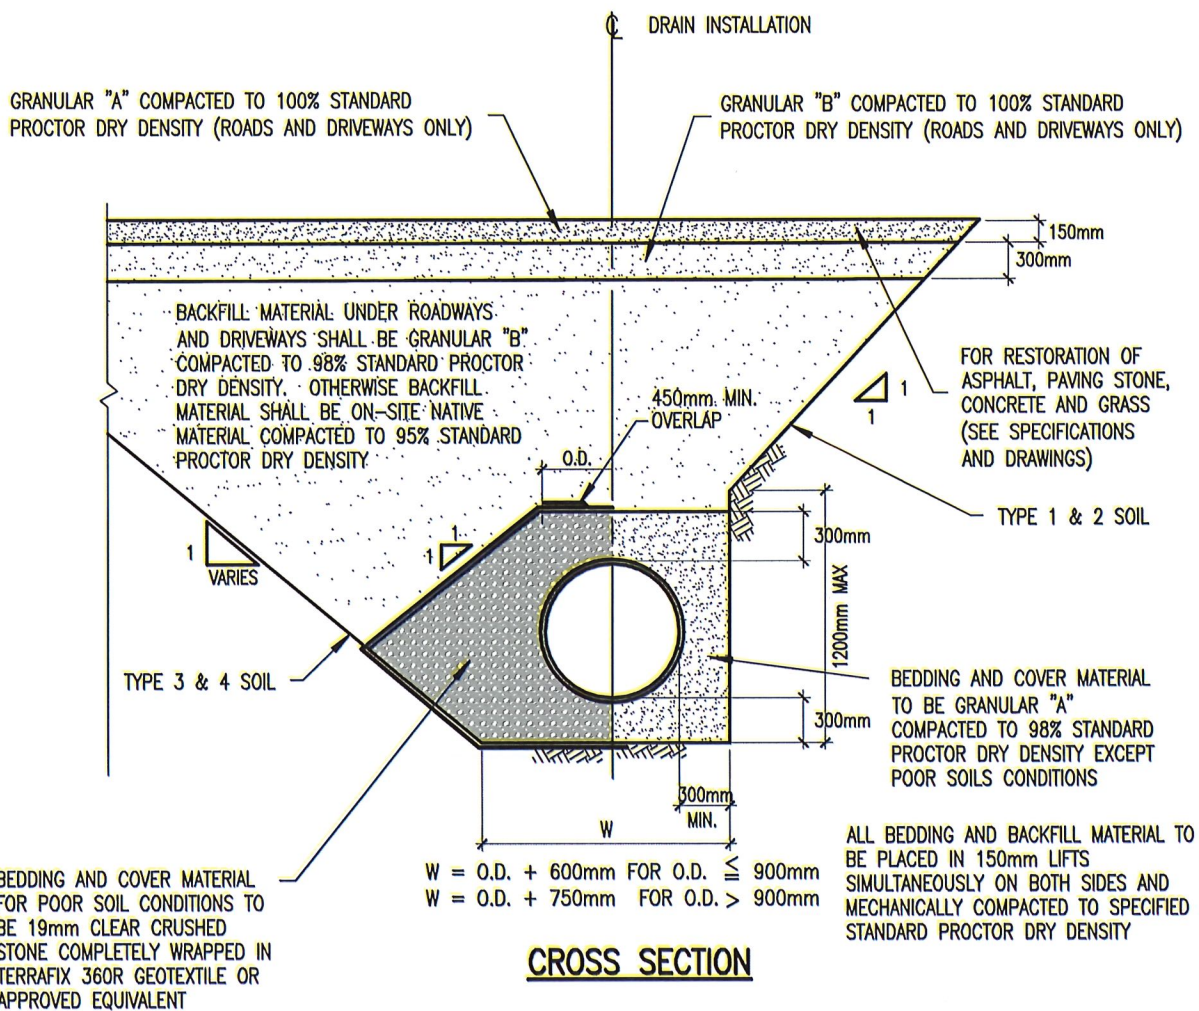 ℄ DRAIN INSTALLATION
GRANULAR "A" COMPACTED TO 100% STANDARD
PROCTOR DRY DENSITY (ROADS AND DRIVEWAYS ONLY)
GRANULAR "B" COMPACTED TO 100% STANDARD
PROCTOR DRY DENSITY (ROADS AND DRIVEWAYS ONLY)
150mm
300mm
BACKFILL MATERIAL UNDER ROADWAYS
AND DRIVEWAYS SHALL BE GRANULAR "B"
COMPACTED TO 98% STANDARD PROCTOR
DRY DENSITY. OTHERWISE BACKFILL
MATERIAL SHALL BE ON-SITE NATIVE
MATERIAL COMPACTED TO 95% STANDARD
PROCTOR DRY DENSITY
450mm MIN.
OVERLAP
O.D.
1
1
FOR RESTORATION OF
ASPHALT, PAVING STONE,
CONCRETE AND GRASS
(SEE SPECIFICATIONS
AND DRAWINGS)
TYPE 1 & 2 SOIL
1
VARIES
1
1
300mm
1200mm MAX
300mm
TYPE 3 & 4 SOIL
BEDDING AND COVER MATERIAL
TO BE GRANULAR "A"
COMPACTED TO 98% STANDARD
PROCTOR DRY DENSITY EXCEPT
POOR SOILS CONDITIONS
300mm
MIN.
W
W = O.D. + 600mm FOR O.D. ≦ 900mm
W = O.D. + 750mm FOR O.D. > 900mm
ALL BEDDING AND BACKFILL MATERIAL TO
BE PLACED IN 150mm LIFTS
SIMULTANEOUSLY ON BOTH SIDES AND
MECHANICALLY COMPACTED TO SPECIFIED
STANDARD PROCTOR DRY DENSITY
BEDDING AND COVER MATERIAL
FOR POOR SOIL CONDITIONS TO
BE 19mm CLEAR CRUSHED
STONE COMPLETELY WRAPPED IN
TERRAFIX 360R GEOTEXTILE OR
APPROVED EQUIVALENT
CROSS SECTION